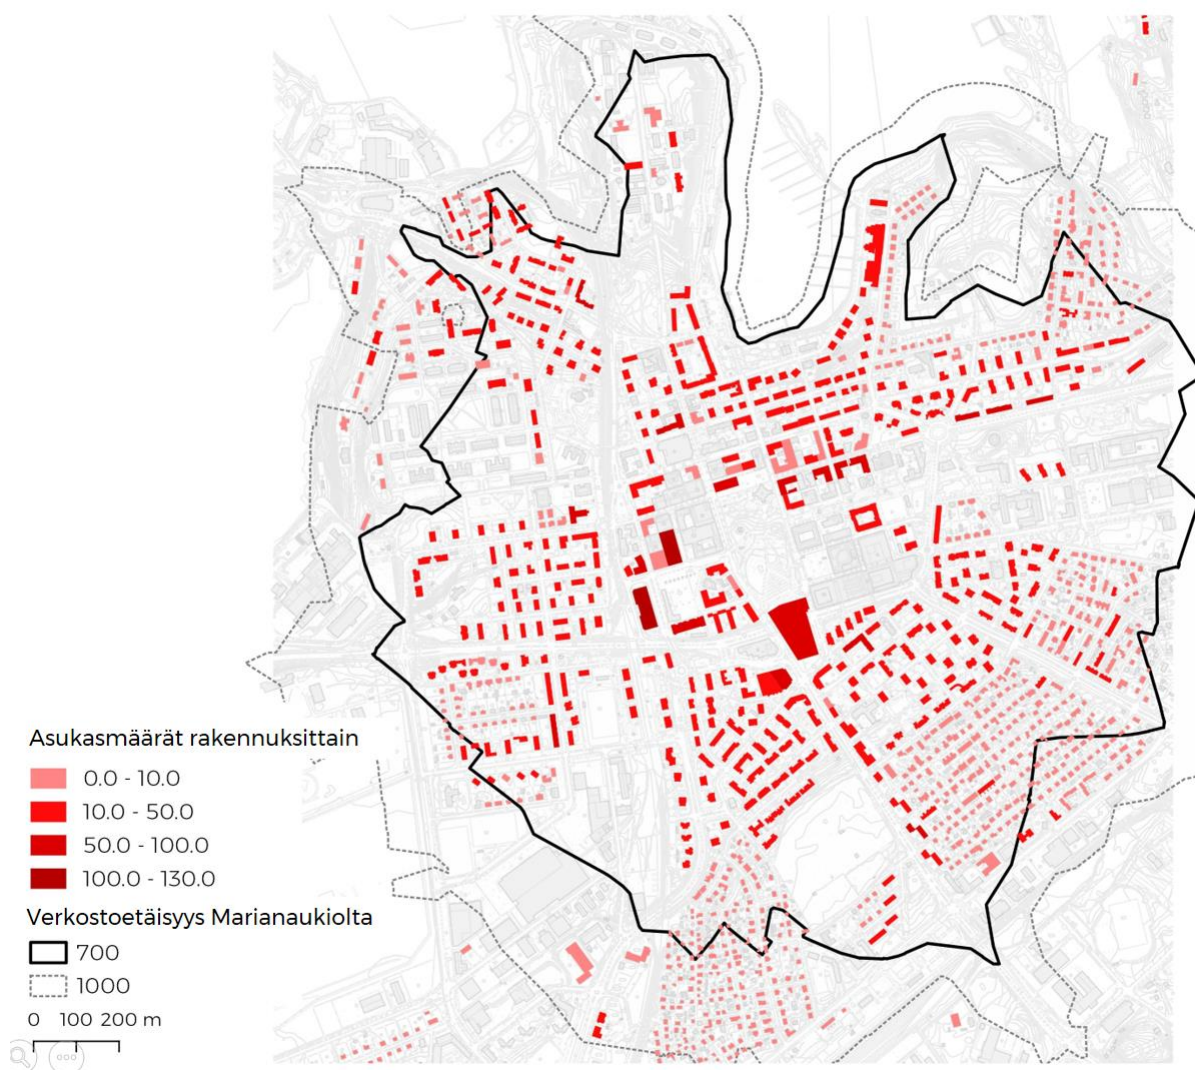 Asukasmäärät rakennuksittain
0.0 - 10.0
10.0 - 50.0
50.0 - 100.0
100.0 - 130.0
Verkostoetäisyys Marianaukiolta
700
1000
0 100 200 m